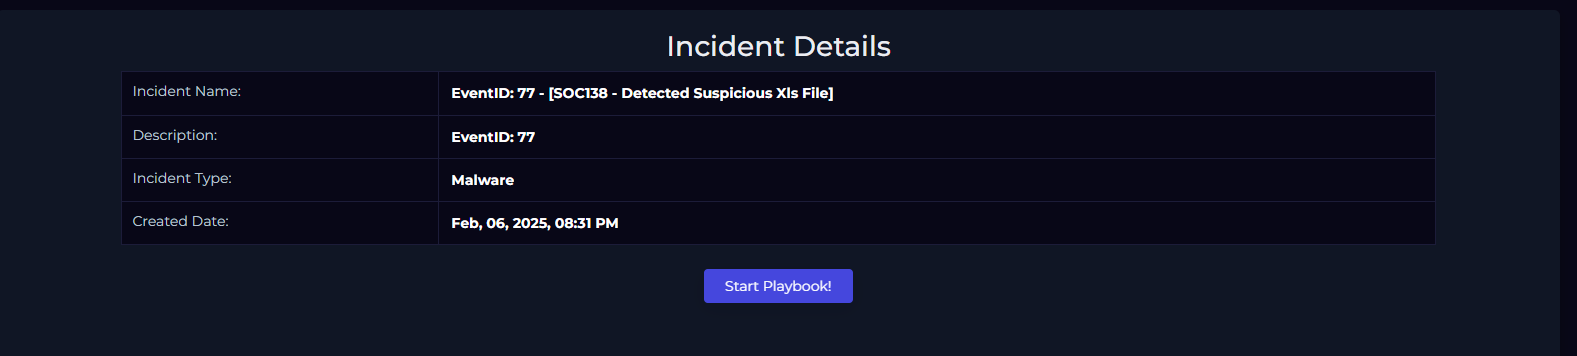 Incident Details
Incident Name: EventID: 77 - [SOC138 - Detected Suspicious Xls File]
Description: EventID: 77
Incident Type: Malware
Created Date: Feb, 06, 2025, 08:31 PM
Start Playbook!